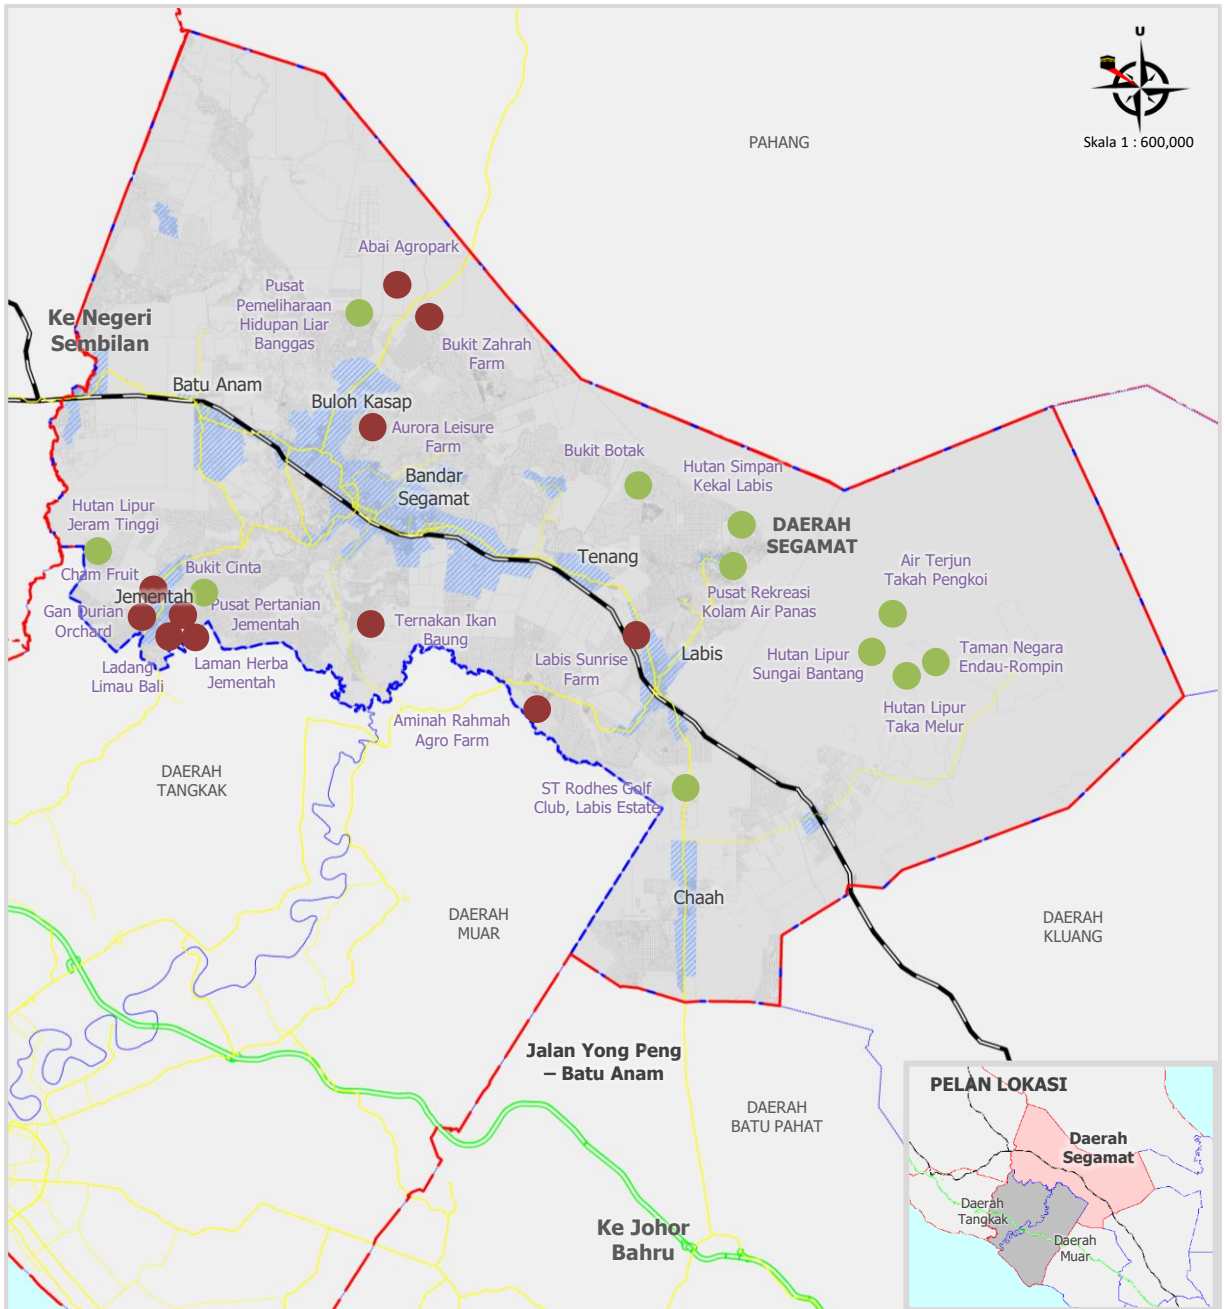 U
Skala 1 : 600,000
PAHANG
Abai Agropark
Pusat
Pemeliharaan
Hidupan Liar
Banggas
Ke Negeri
Sembilan
Bukit Zahrah
Farm
Batu Anam
Buloh Kasap
Aurora Leisure
Farm
Bukit Botak
Hutan Simpan
Kekal Labis
Bandar
Segamat
Hutan Lipur
Jeram Tinggi
DAERAH
SEGAMAT
Tenang
Air Terjun
Takah Pengkoi
Cham Fruit
Bukit Cinta
Jementah
Pusat Rekreasi
Kolam Air Panas
Gan Durian
Orchard
Pusat Pertanian
Jementah
Ternakan Ikan
Baung
Labis Sunrise
Farm
Labis
Hutan Lipur
Sungai Bantang
Taman Negara
Endau-Rompin
Ladang
Limau Bali
Laman Herba
Jementah
Hutan Lipur
Taka Melur
Aminah Rahmah
Agro Farm
DAERAH
TANGKAK
ST Rodhes Golf
Club, Labis Estate
Chaah
DAERAH
MUAR
DAERAH
KLUANG
Jalan Yong Peng
– Batu Anam
DAERAH
BATU PAHAT
Ke Johor
Bahru
PELAN LOKASI
Daerah
Segamat
Daerah
Tangkak
Daerah
Muar